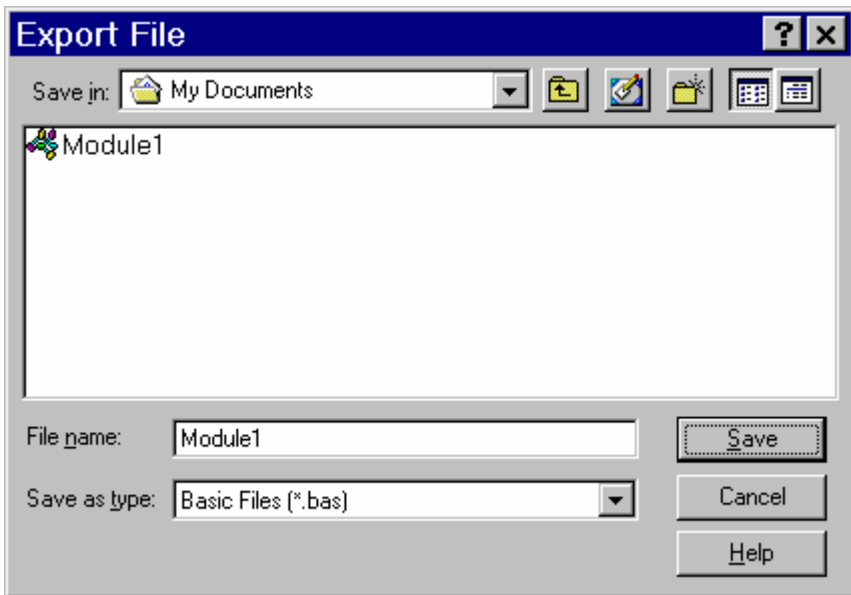 Export File
Save in: My Documents
Module1
File name: Module1 Save
Save as type: Basic Files (*.bas) Cancel
Help